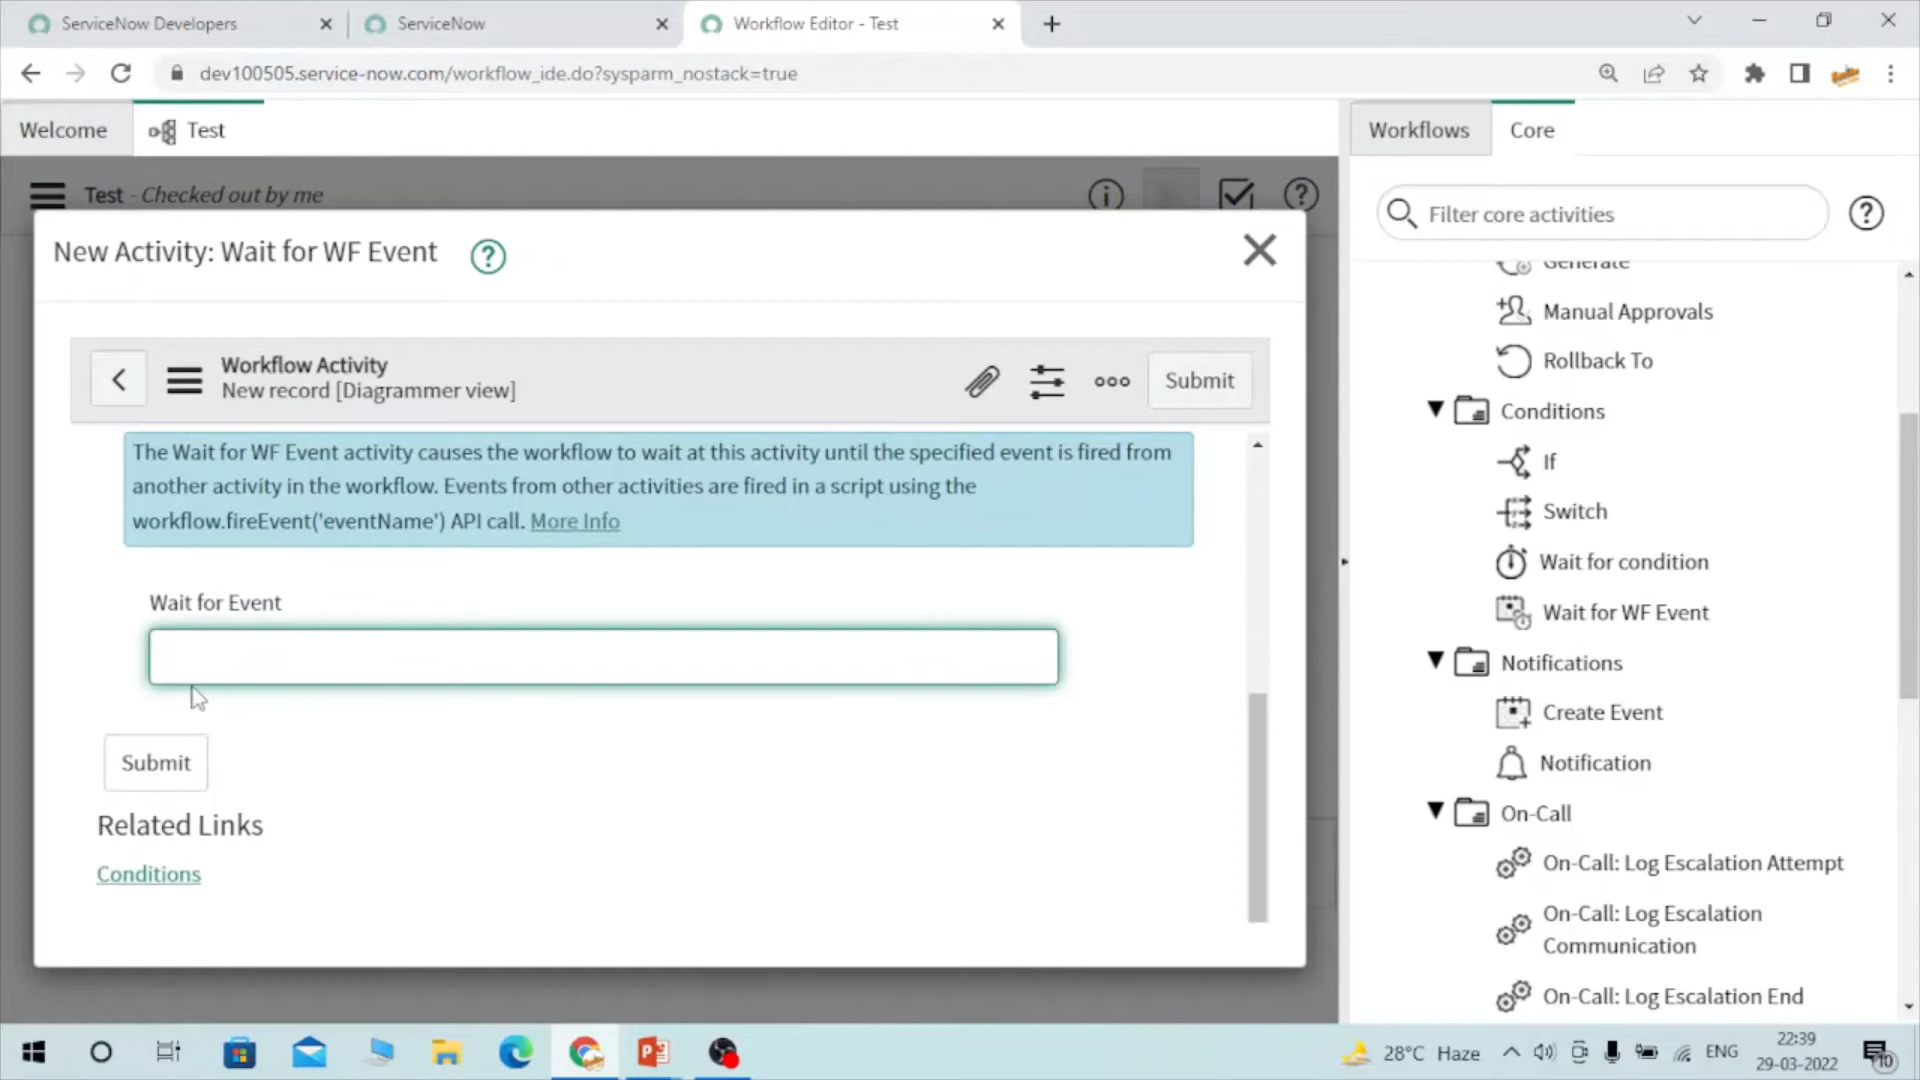 ServiceNow Developers
ServiceNow
Workflow Editor - Test
dev100505.service-now.com/workflow_ide.do?sysparm_nostack=true
Welcome
Test
Workflows
Core
Test - Checked out by me
Filter core activities
New Activity: Wait for WF Event
Workflow Activity
New record [Diagrammer view]
Submit
The Wait for WF Event activity causes the workflow to wait at this activity until the specified event is fired from
another activity in the workflow. Events from other activities are fired in a script using the
workflow.fireEvent('eventName') API call. More Info
Wait for Event
Submit
Related Links
Conditions
Generate
Manual Approvals
Rollback To
Conditions
If
Switch
Wait for condition
Wait for WF Event
Notifications
Create Event
Notification
On-Call
On-Call: Log Escalation Attempt
On-Call: Log Escalation
Communication
On-Call: Log Escalation End
28°C Haze
ENG
22:39
29-03-2022
10